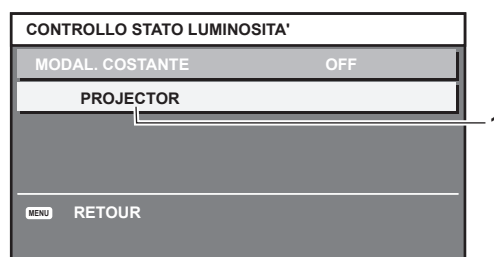 CONTROLLO STATO LUMINOSITA'
MODAL. COSTANTE OFF
PROJECTOR
1
MENU RETOUR